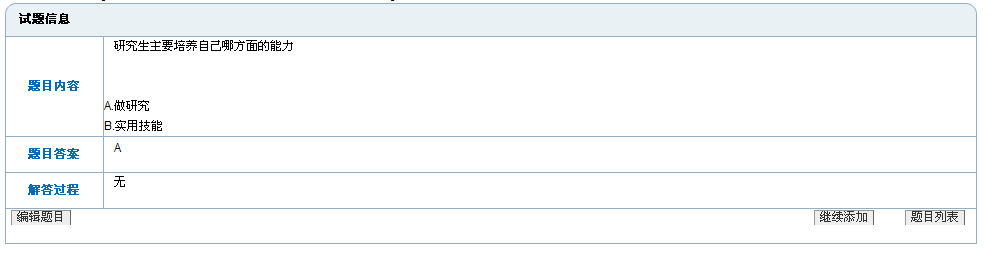 试题信息
研究生主要培养自己哪方面的能力
题目内容
A.做研究
B.实用技能
题目答案
A
解答过程
无
编辑题目
继续添加
题目列表